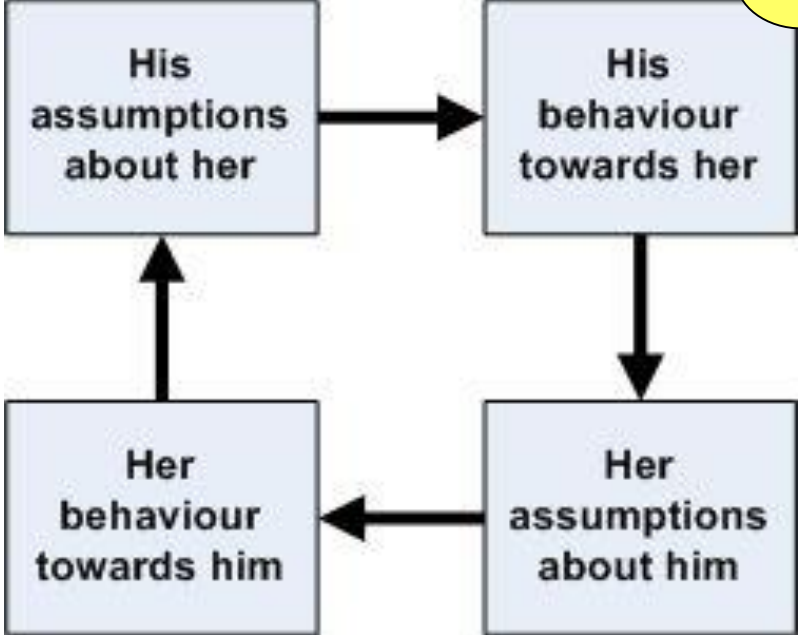 His
assumptions
about her
His
behaviour
towards her
Her
behaviour
towards him
Her
assumptions
about him